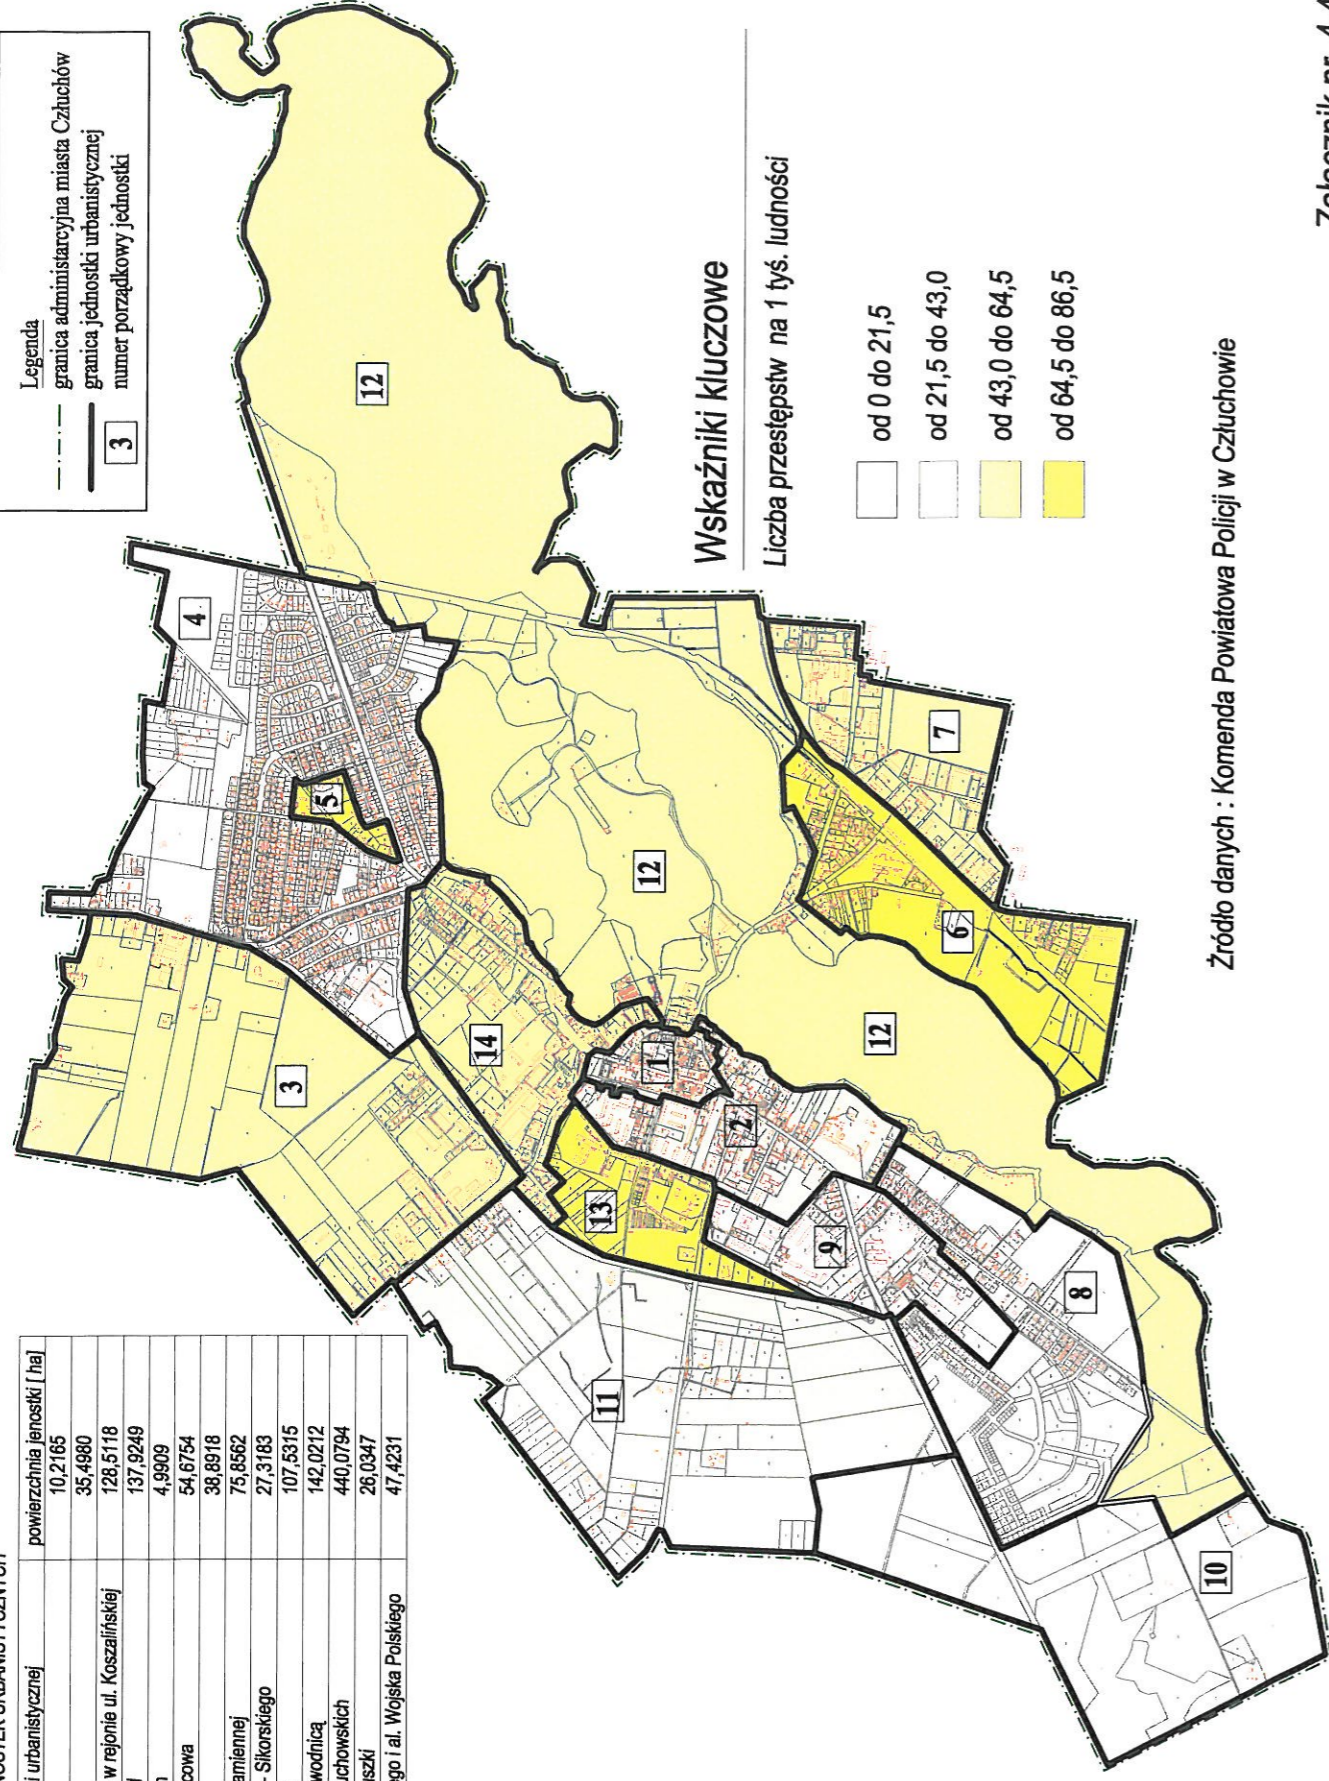 i urbanistycznej
powierzchnia jenostki [ ha]
10,2165
35,4980
w rejonie ul. Koszalińskiej
128,5118
137,9249
4,9909
cowa
54,6754
38,8918
amiennej
75,8562
- Sikorskiego
27,3183
107,5315
wodnicą
142,0212
uchowskich
440,0794
uszki
26,0347
ego i al. Wojska Polskiego
47,4231
Legenda
granica administarcyjna miasta Człuchów
granica jednostki urbanistycznej
3
numer porządkowy jednostki
12
4
5
3
14
12
7
6
12
1
2
13
9
8
11
10
Wskaźniki kluczowe
Liczba przestępstw na 1 tyś. ludności
od 0 do 21,5
od 21,5 do 43,0
od 43,0 do 64,5
od 64,5 do 86,5
Źródło danych : Komenda Powiatowa Policji w Człuchowie